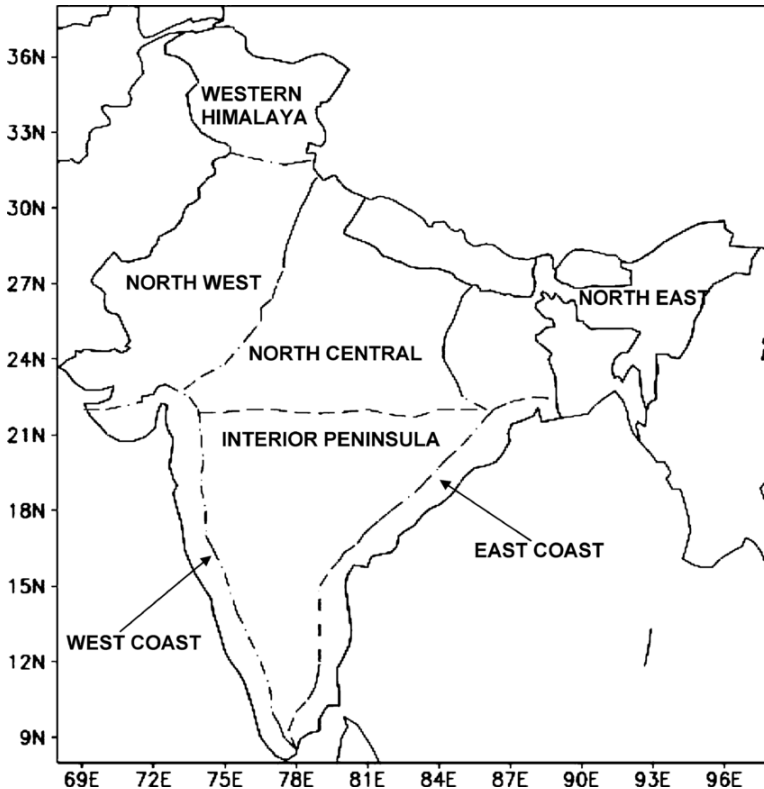 36N
WESTERN
HIMALAYA
33N
30N
NORTH WEST
27N
NORTH EAST
NORTH CENTRAL
24N
INTERIOR PENINSULA
21N
18N
EAST COAST
15N
WEST COAST
12N
9N
69E 72E 75E 78E 81E 84E 87E 90E 93E 96E